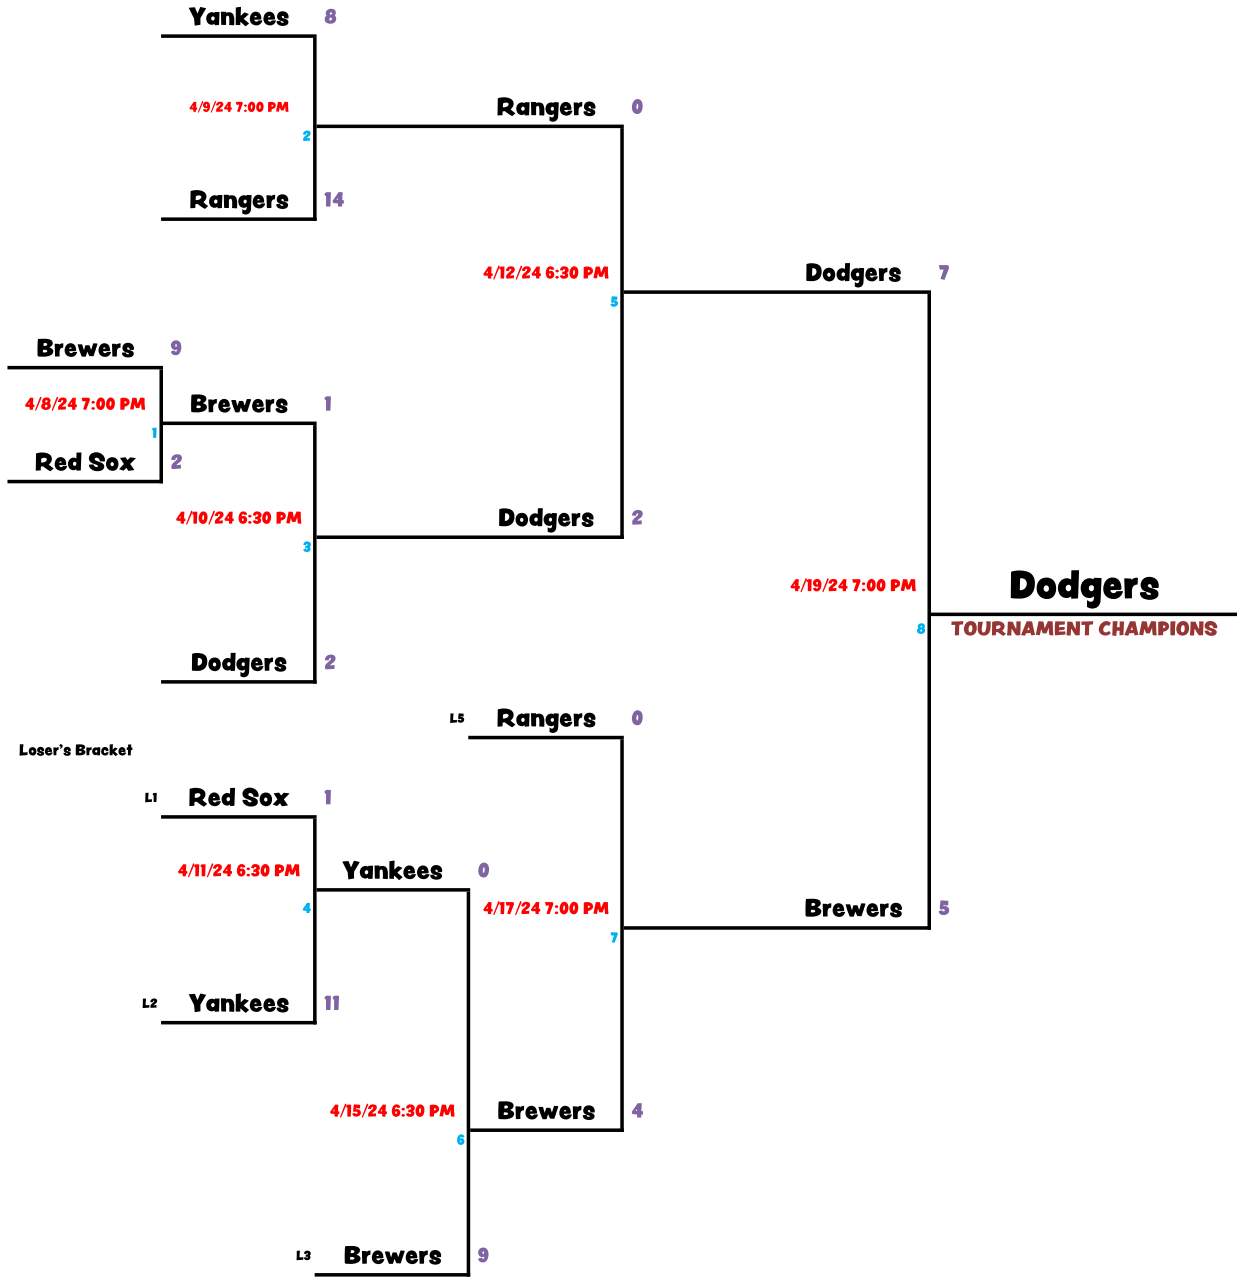 Yankees 8
4/9/24 7:00 PM
Rangers 0
2
Rangers 14
4/12/24 6:30 PM
Dodgers 7
5
Brewers 9
4/8/24 7:00 PM
Brewers 1
1
Red Sox 2
4/10/24 6:30 PM
Dodgers 2
3
4/19/24 7:00 PM
Dodgers
8
TOURNAMENT CHAMPIONS
Dodgers 2
L5 Rangers 0
Loser's Bracket
L1 Red Sox 1
4/11/24 6:30 PM
Yankees 0
4
4/17/24 7:00 PM
Brewers 5
7
L2 Yankees 11
4/15/24 6:30 PM
Brewers 4
6
L3 Brewers 9